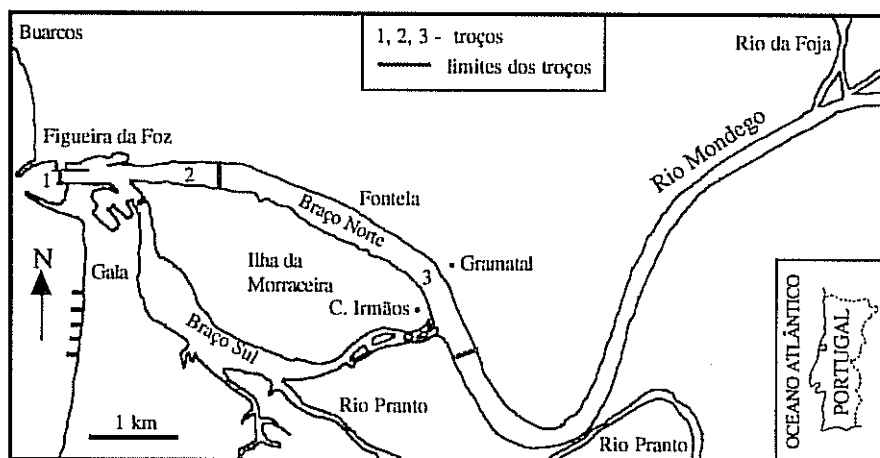 Buarcos
1, 2, 3 - troços
limites dos troços
Rio da Foja
Figueira da Foz
1
2
Rio Mondego
Fontela
Braço Norte
N
Gala
Ilha da
Morraceira
3
Gramatal
C. Irmãos
Braço Sul
Rio Pranto
1 km
Rio Pranto
OCEANO ATLÂNTICO
PORTUGAL